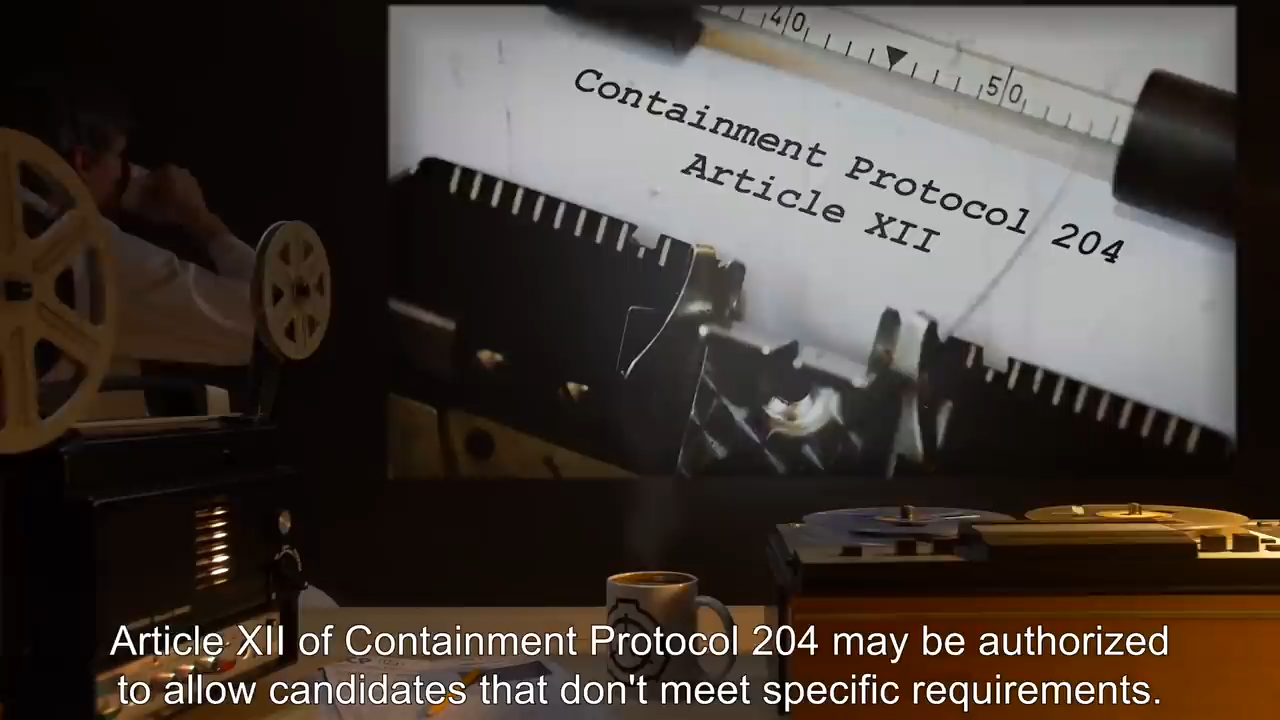 40
50
Containment Protocol 204
Article XII
Article XII of Containment Protocol 204 may be authorized
to allow candidates that don't meet specific requirements.